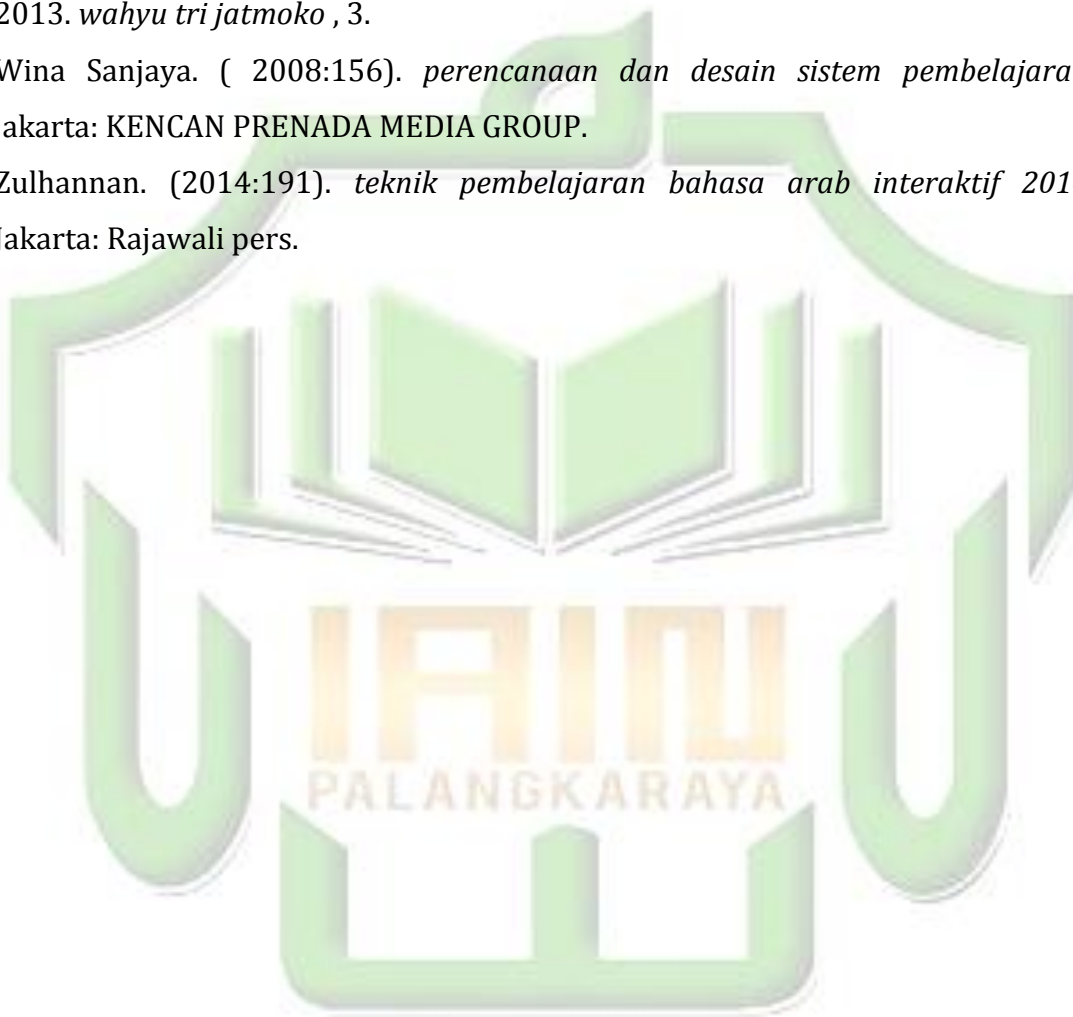 2013. wahyu tri jatmoko , 3.
Wina Sanjaya. ( 2008:156). perencanaan dan desain sistem pembelajara
akarta: KENCAN PRENADA MEDIA GROUP.
Zulhannan. (2014:191). teknik pembelajaran bahasa arab interaktif 201
Jakarta: Rajawali pers.
IAIN
PALANGKARAYA